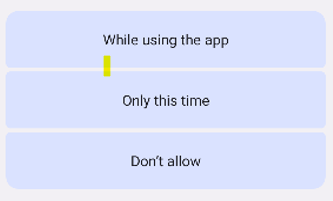 While using the app
Only this time
Don't allow